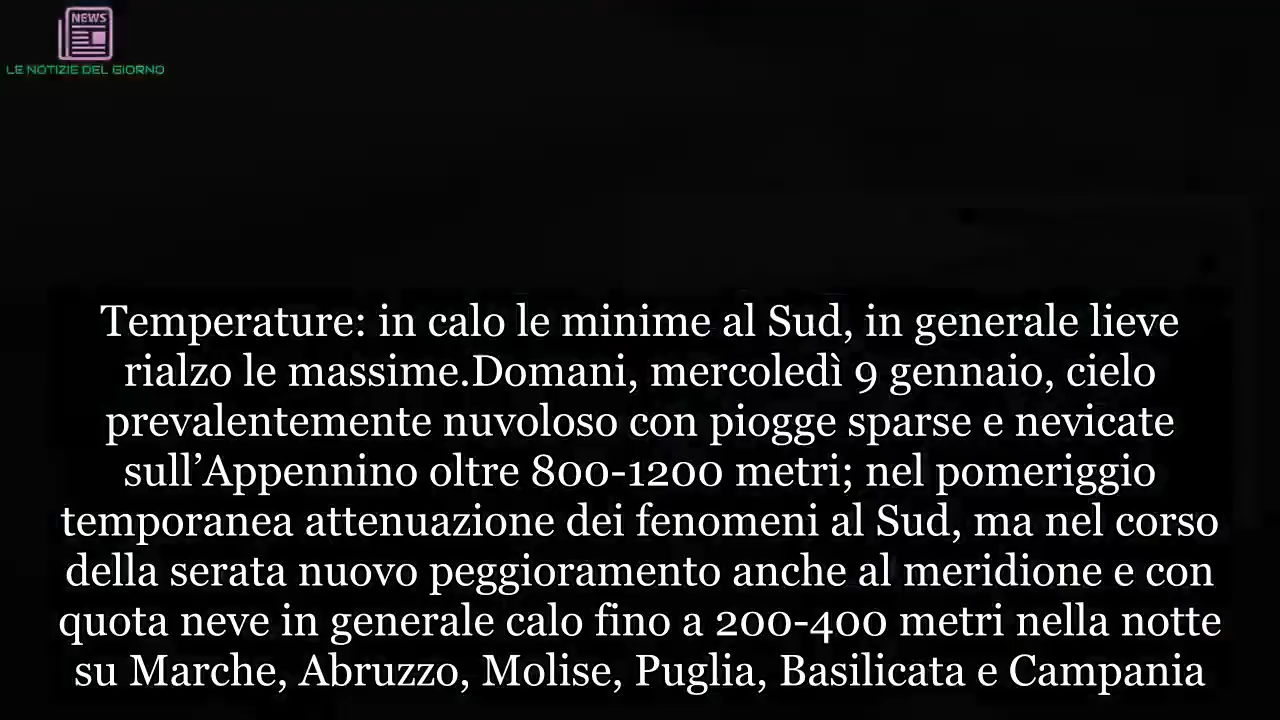 NEWS
LE NOTIZIE DEL GIORNO
Temperature: in calo le minime al Sud, in generale lieve
rialzo le massime.Domani, mercoledì 9 gennaio, cielo
prevalentemente nuvoloso con piogge sparse e nevicate
sull’Appennino oltre 800-1200 metri; nel pomeriggio
temporanea attenuazione dei fenomeni al Sud, ma nel corso
della serata nuovo peggioramento anche al meridione e con
quota neve in generale calo fino a 200-400 metri nella notte
su Marche, Abruzzo, Molise, Puglia, Basilicata e Campania